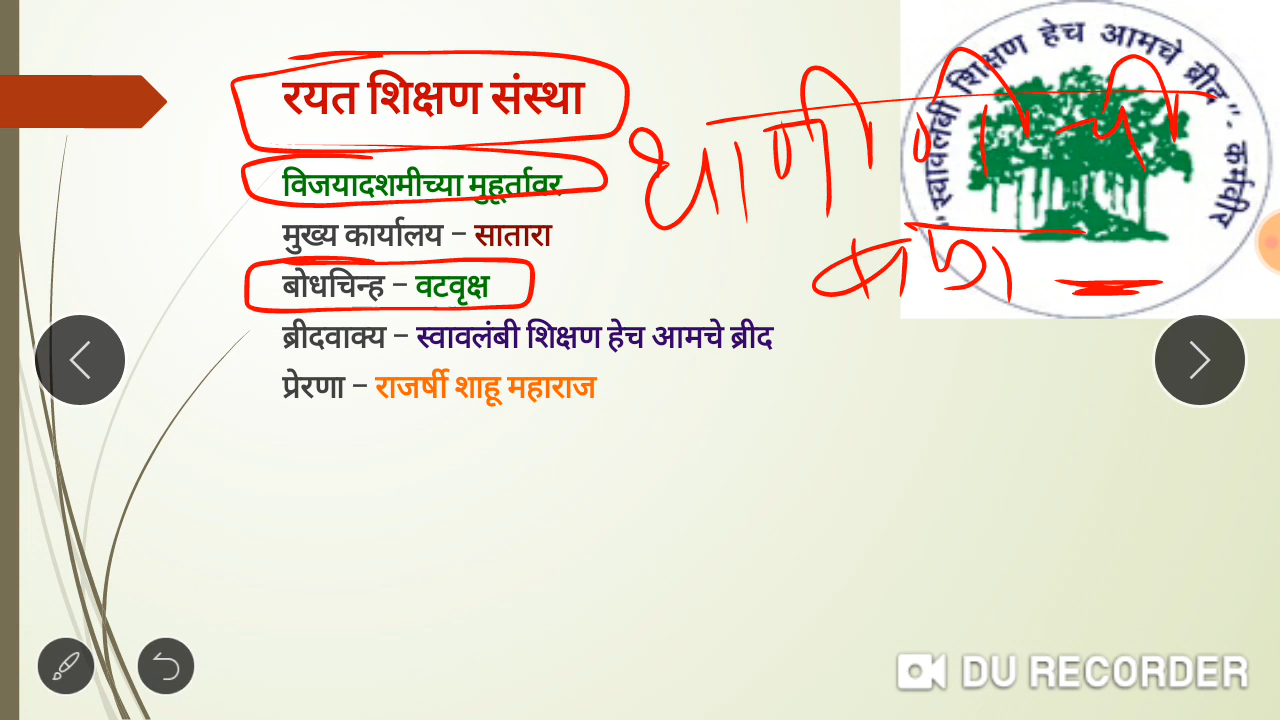 रयत शिक्षण संस्था
विजयादशमीच्या मुहूर्तावर
मुख्य कार्यालय – सातारा
बोधचिन्ह – वटवृक्ष
ब्रीदवाक्य – स्वावलंबी शिक्षण हेच आमचे ब्रीद
प्रेरणा – राजर्षी शाहू महाराज
"स्वावलंबी शिक्षण हेच आमचे ब्रीद"- कर्मवीर
DU RECORDER